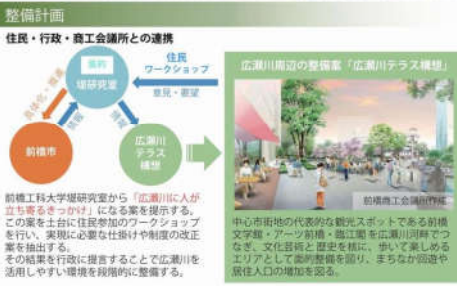 整備計画
住民・行政・商工会議所との連携
堤研究室
住民
ワークショップ
意見・要望
前橋市
広瀬川
テラス
構想
前橋工科大学堤研究室から「広瀬川に人が
立ち寄るきっかけ」になる案を提示する。
この案を土台に住民参加のワークショップ
を行い、実現に必要な仕掛けや制度の改正
案を抽出する。
その結果を行政に提言することで広瀬川を
活用しやすい環境を段階的に整備する。
広瀬川周辺の整備案「広瀬川テラス構想」
前橋商工会議所作成
中心市街地の代表的な観光スポットである前橋
文学館・アーツ前橋・臨江閣を広瀬川河畔でつ
なぎ、文化芸術と歴史を核に、歩いて楽しめる
エリアとして面的整備を図り、まちなか回遊や
居住人口の増加を図る。